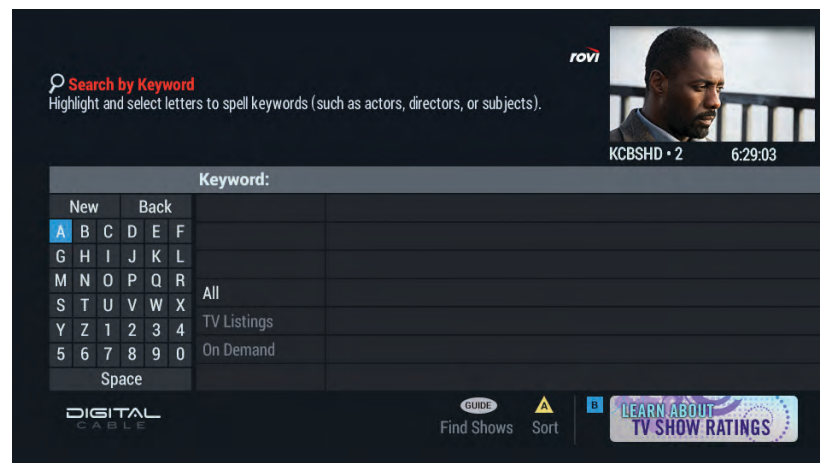 rovi
Search by Keyword
Highlight and select letters to spell keywords (such as actors, directors, or subjects).
KCBSHD • 2 6:29:03
Keyword:
New Back
A B C D E F
G H I J K L
M N O P Q R
S T U V W X
Y Z 1 2 3 4
5 6 7 8 9 0
Space
All
TV Listings
On Demand
DIGITAL
CABLE
GUIDE
Find Shows
A
Sort
B
LEARN ABOUT
TV SHOW RATINGS